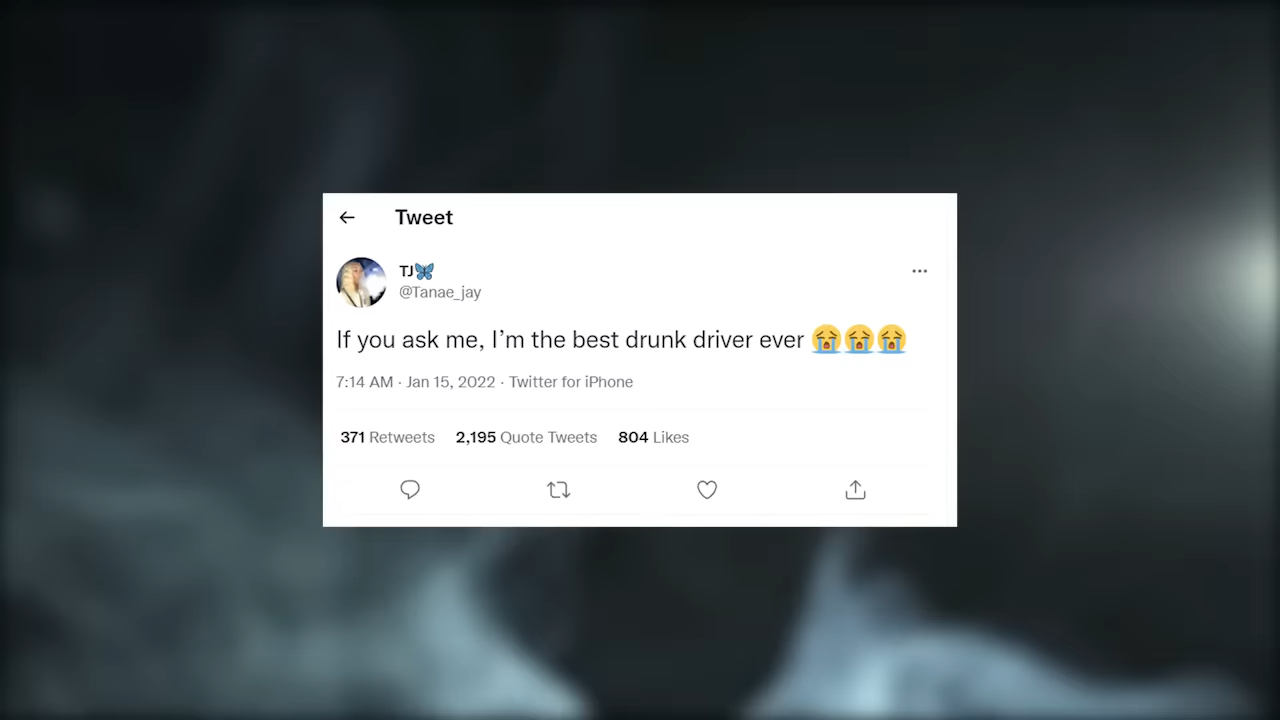 ← Tweet
TJ🦋
@Tanae_jay
If you ask me, I'm the best drunk driver ever 😭😭😭
7:14 AM · Jan 15, 2022 · Twitter for iPhone
371 Retweets 2,195 Quote Tweets 804 Likes